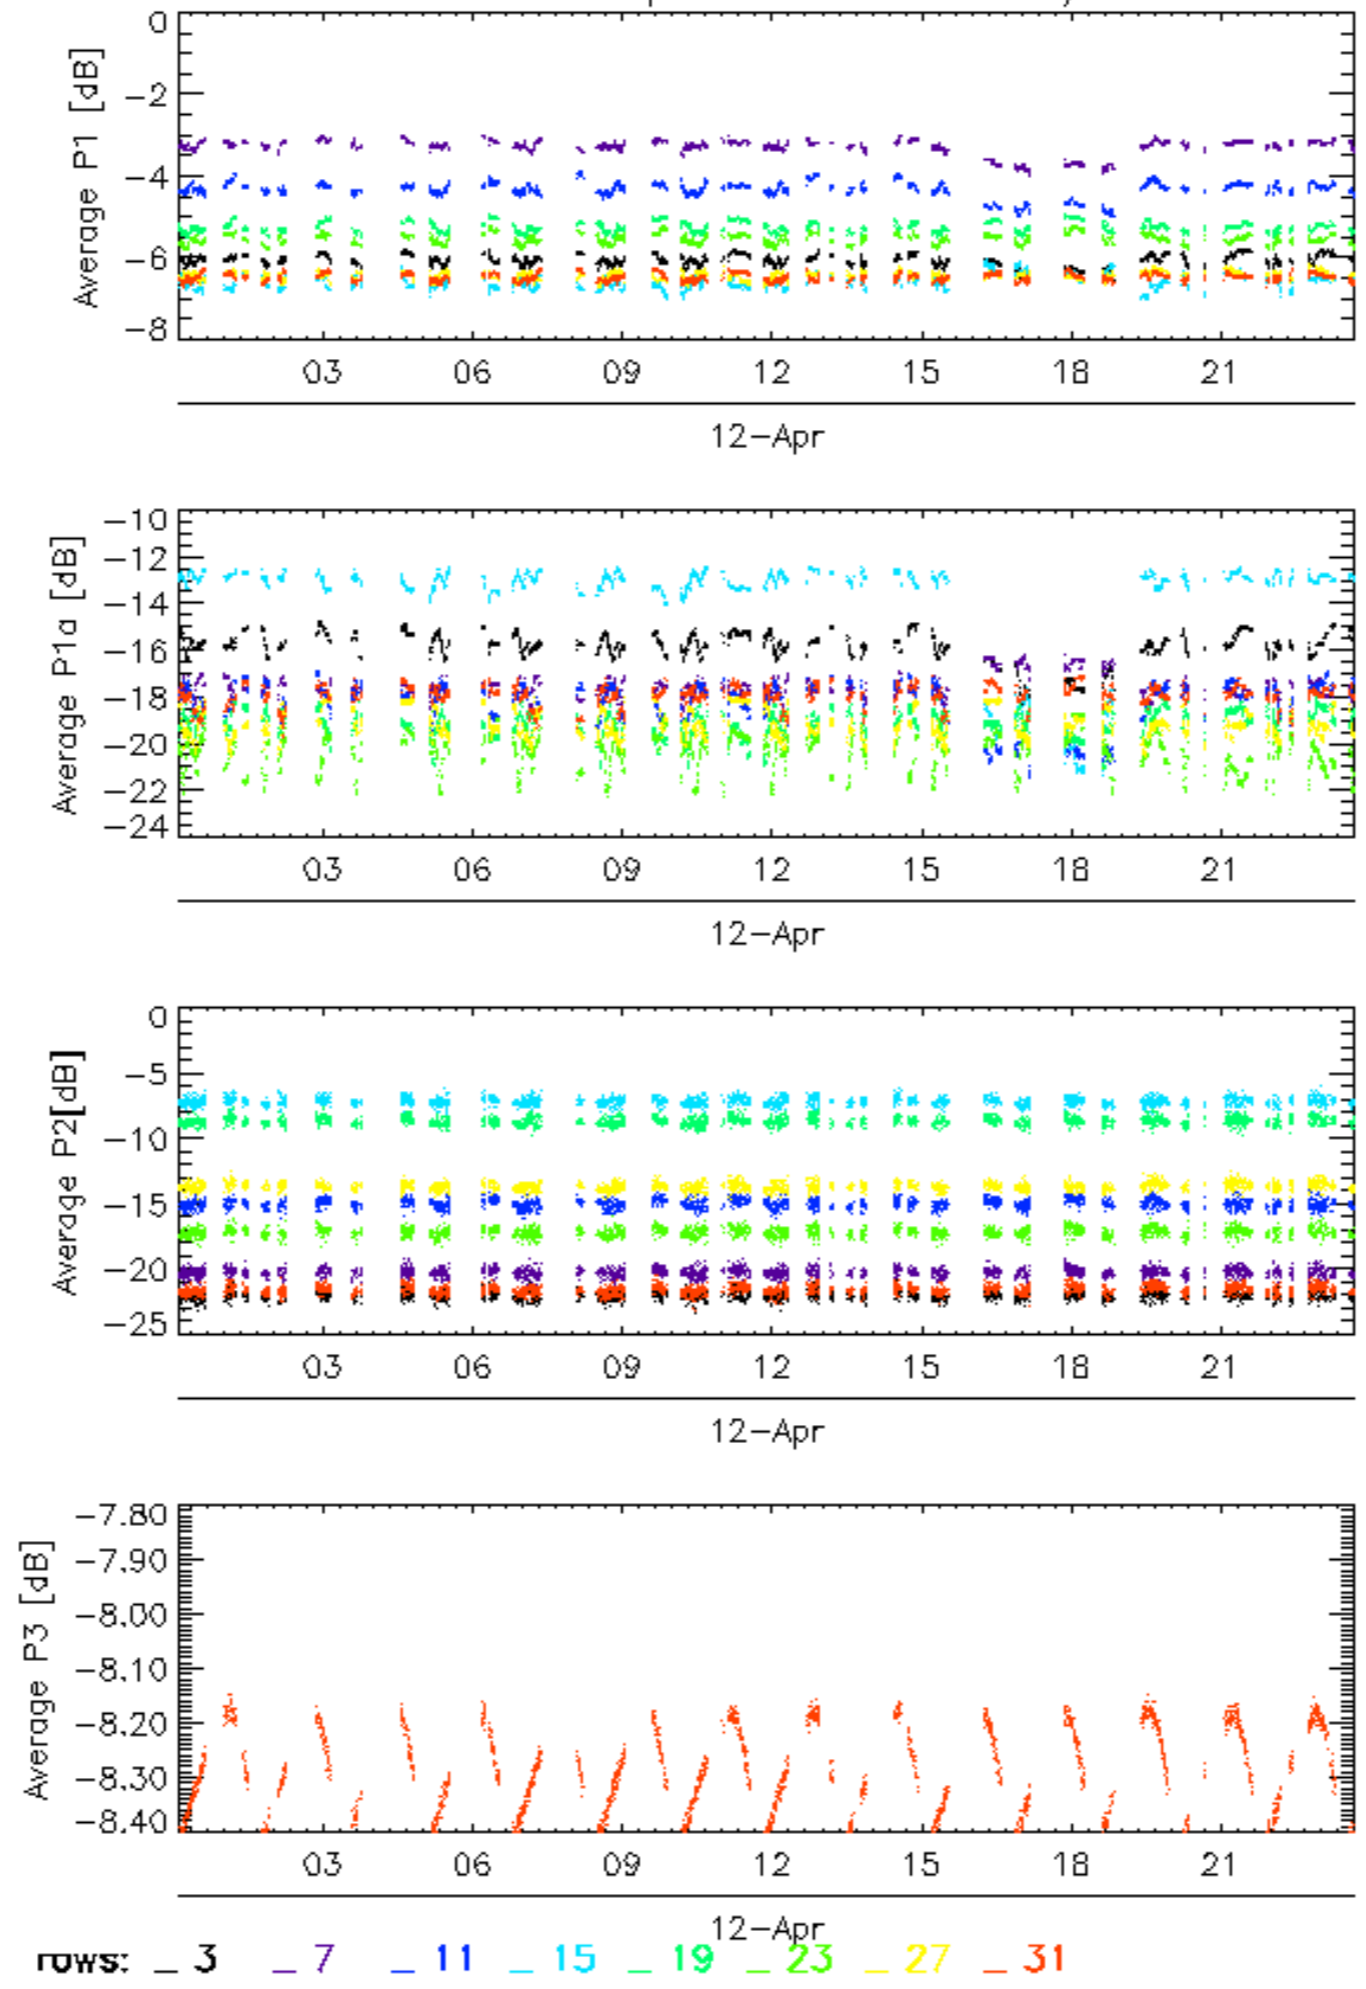 0
-2
-4
-6
-8
Average P1 [dB]
03 06 09 12 15 18 21
12-Apr
-10
-12
-14
-16
-18
-20
-22
-24
Average P1a [dB]
03 06 09 12 15 18 21
12-Apr
0
-5
-10
-15
-20
-25
Average P2[dB]
03 06 09 12 15 18 21
12-Apr
-7.80
-7.90
-8.00
-8.10
-8.20
-8.30
-8.40
Average P3 [dB]
03 06 09 12 15 18 21
12-Apr
rows: _ 3 _ 7 _ 11 _ 15 _ 19 _ 23 _ 27 _ 31